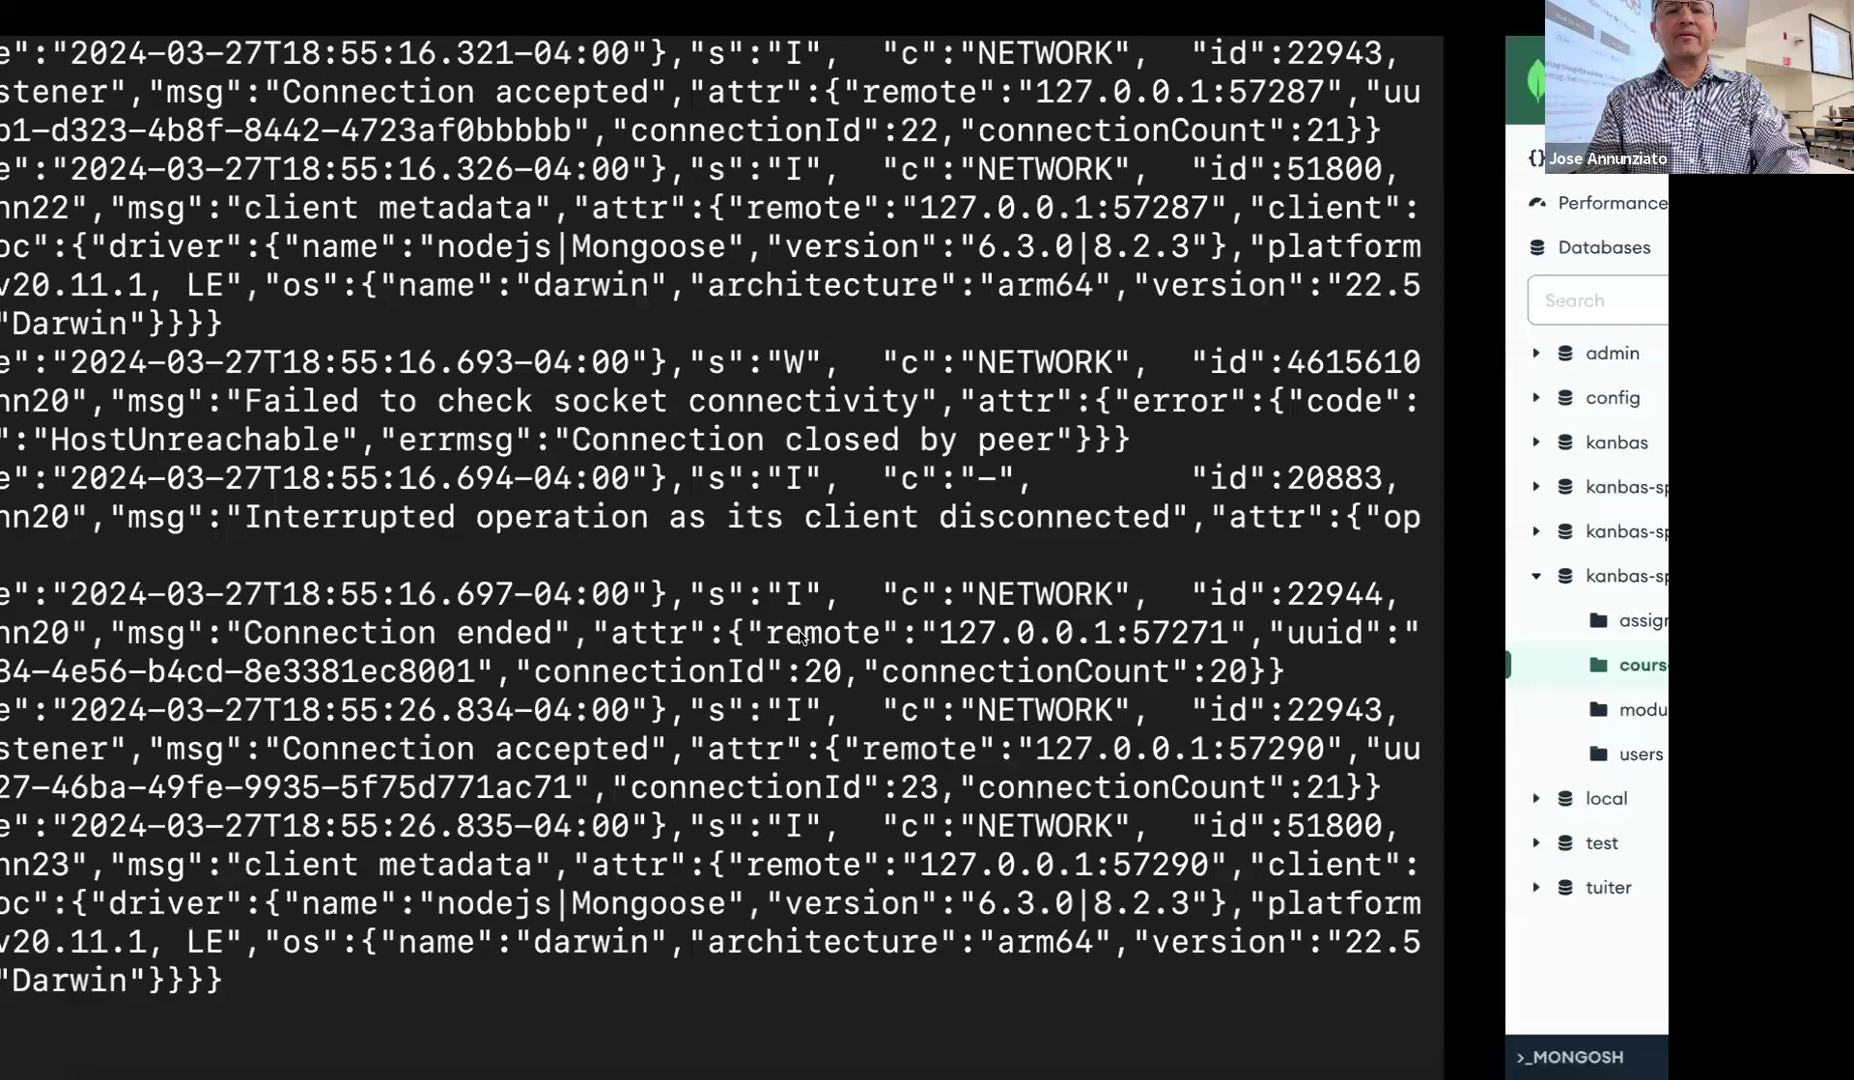 e":"2024-03-27T18:55:16.321-04:00"},"s":"I", "c":"NETWORK", "id":22943,
stener","msg":"Connection accepted","attr":{"remote":"127.0.0.1:57287","uu
b1-d323-4b8f-8442-4723af0bbbbb","connectionId":22,"connectionCount":21}}
e":"2024-03-27T18:55:16.326-04:00"},"s":"I", "c":"NETWORK", "id":51800,
nn22","msg":"client metadata","attr":{"remote":"127.0.0.1:57287","client":
oc":{"driver":{"name":"nodejs|Mongoose","version":"6.3.0|8.2.3"},"platform
v20.11.1, LE","os":{"name":"darwin","architecture":"arm64","version":"22.5
"Darwin"}}}}
e":"2024-03-27T18:55:16.693-04:00"},"s":"W", "c":"NETWORK", "id":4615610
nn20","msg":"Failed to check socket connectivity","attr":{"error":{"code":
":"HostUnreachable","errmsg":"Connection closed by peer"}}}
e":"2024-03-27T18:55:16.694-04:00"},"s":"I", "c":"-", "id":20883,
nn20","msg":"Interrupted operation as its client disconnected","attr":{"op
e":"2024-03-27T18:55:16.697-04:00"},"s":"I", "c":"NETWORK", "id":22944,
nn20","msg":"Connection ended","attr":{"remote":"127.0.0.1:57271","uuid":"
84-4e56-b4cd-8e3381ec8001","connectionId":20,"connectionCount":20}}
e":"2024-03-27T18:55:26.834-04:00"},"s":"I", "c":"NETWORK", "id":22943,
stener","msg":"Connection accepted","attr":{"remote":"127.0.0.1:57290","uu
27-46ba-49fe-9935-5f75d771ac71","connectionId":23,"connectionCount":21}}
e":"2024-03-27T18:55:26.835-04:00"},"s":"I", "c":"NETWORK", "id":51800,
nn23","msg":"client metadata","attr":{"remote":"127.0.0.1:57290","client":
oc":{"driver":{"name":"nodejs|Mongoose","version":"6.3.0|8.2.3"},"platform
v20.11.1, LE","os":{"name":"darwin","architecture":"arm64","version":"22.5
"Darwin"}}}}
Jose Annunziato
{}
Performance
Databases
Search
admin
config
kanbas
kanbas-sp
kanbas-sp
kanbas-sp
assign
cours
modu
users
local
test
tuiter
>_MONGOSH